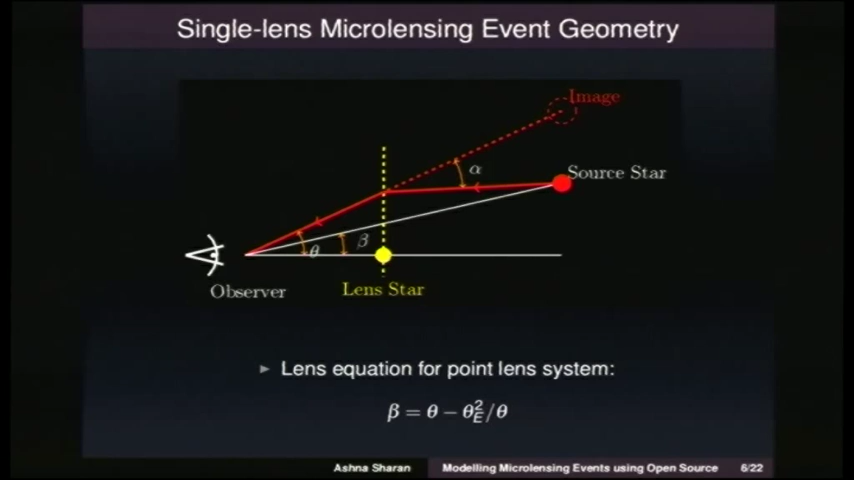 Single-lens Microlensing Event Geometry
Image
α
Source Star
θ
β
Observer
Lens Star
Lens equation for point lens system:
β = θ − θ_E^2/θ
Ashna Sharan
Modelling Microlensing Events using Open Source
6/22